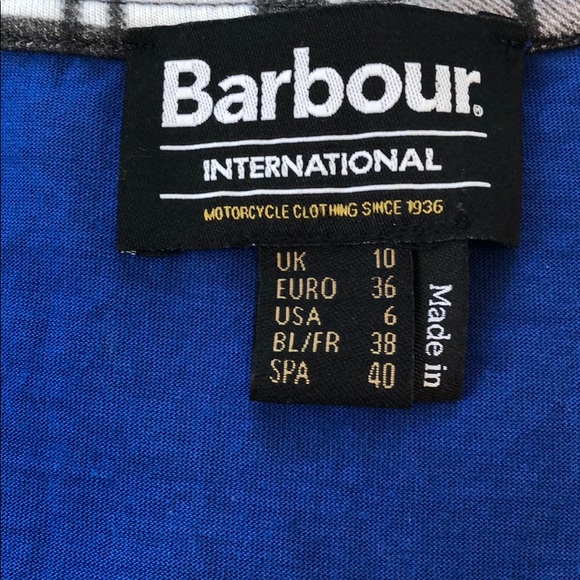 Barbour®
INTERNATIONAL
MOTORCYCLE CLOTHING SINCE 1936
UK 10
EURO 36
USA 6
BL/FR 38
SPA 40
Made in